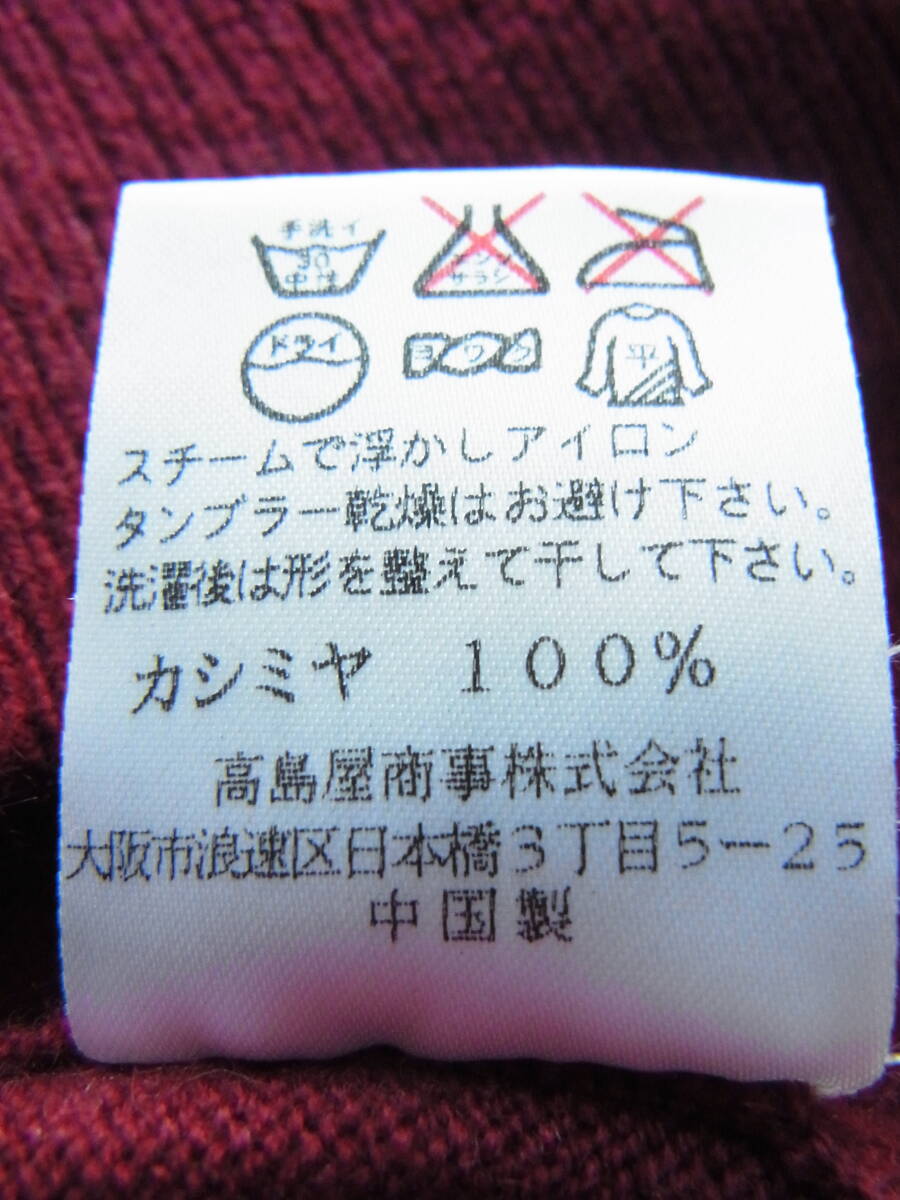 手洗イ
30
中性
エンソ
サラシ
ドライ
ヨワク
平
スチームで浮かしアイロン
タンブラー乾燥はお避け下さい。
洗濯後は形を整えて干して下さい。
カシミヤ 100%
高島屋商事株式会社
大阪市浪速区日本橋3丁目5-25
中国製